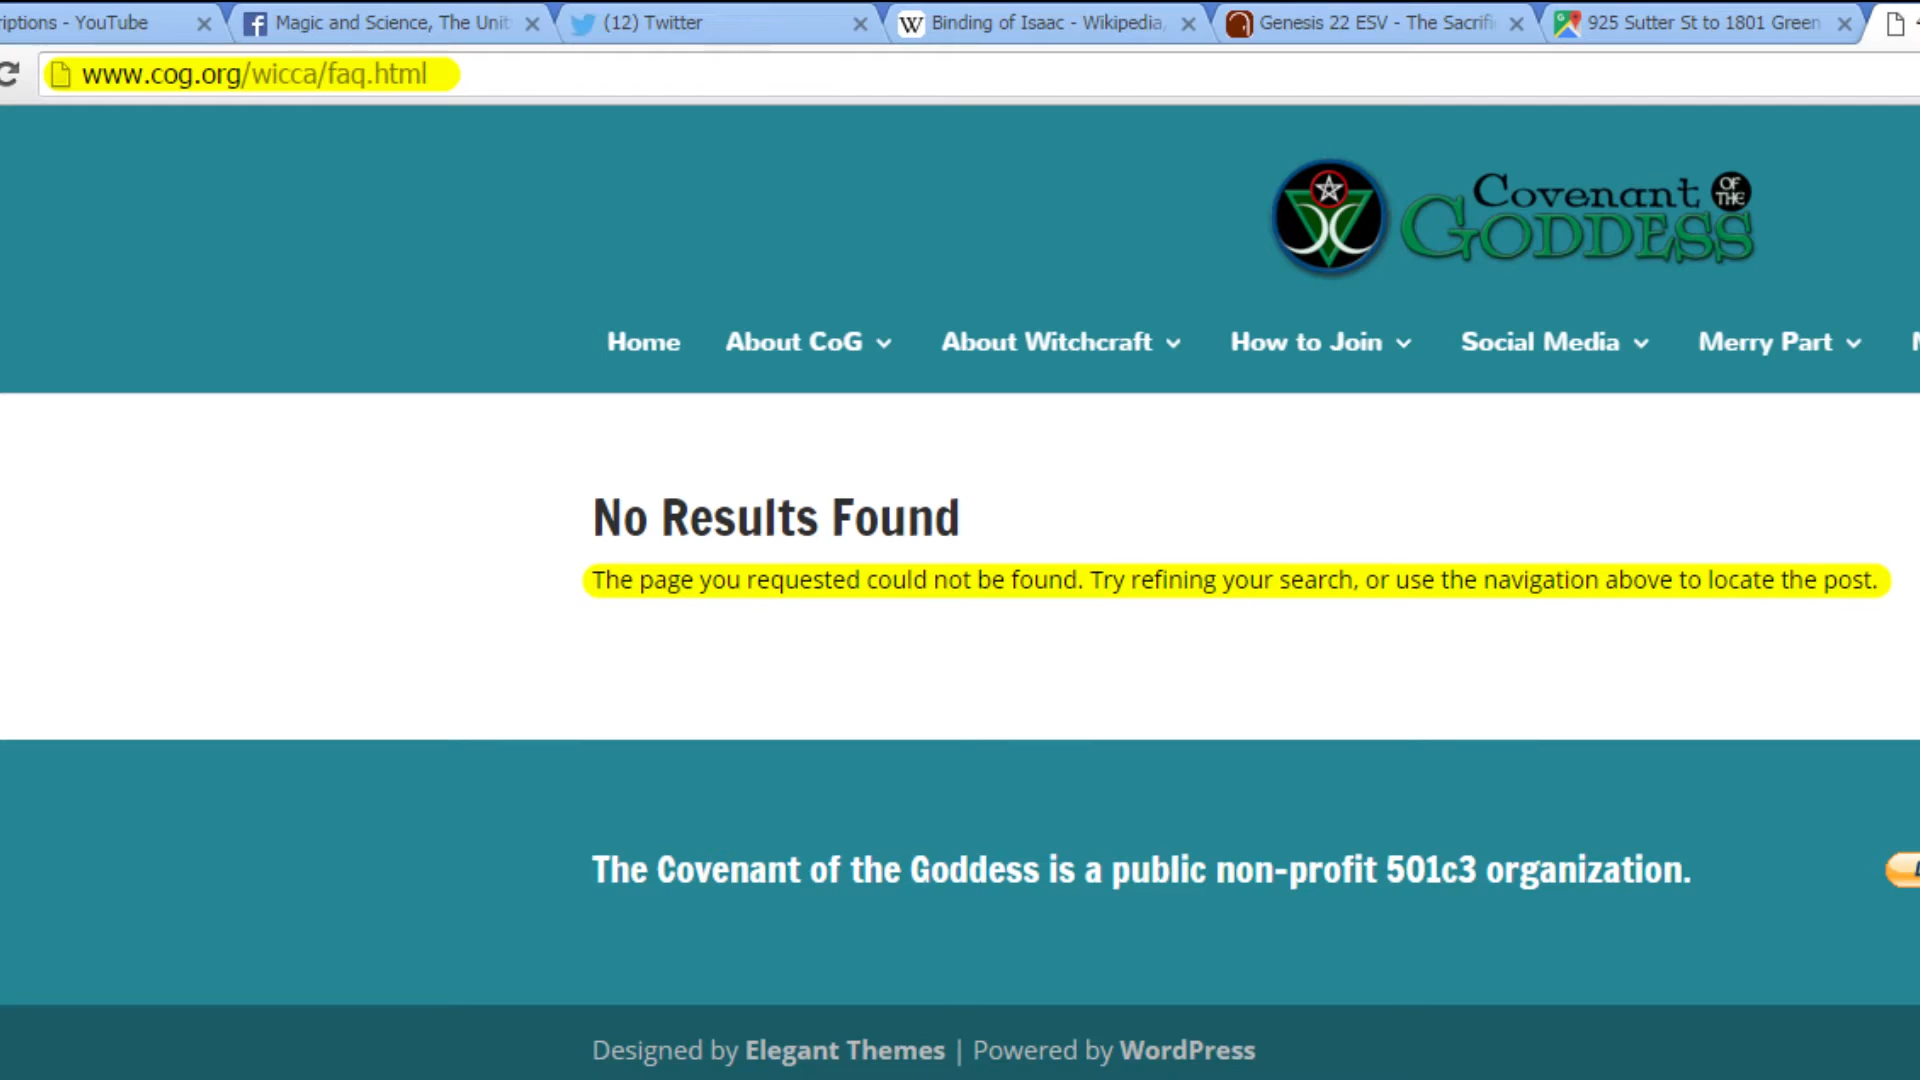 riptions - YouTube
Magic and Science, The Unit
(12) Twitter
W Binding of Isaac - Wikipedia,
Genesis 22 ESV - The Sacrifi
925 Sutter St to 1801 Green
www.cog.org/wicca/faq.html
Covenant OF THE
GODDESS
Home About CoG About Witchcraft How to Join Social Media Merry Part
No Results Found
The page you requested could not be found. Try refining your search, or use the navigation above to locate the post.
The Covenant of the Goddess is a public non-profit 501c3 organization.
Designed by Elegant Themes | Powered by WordPress